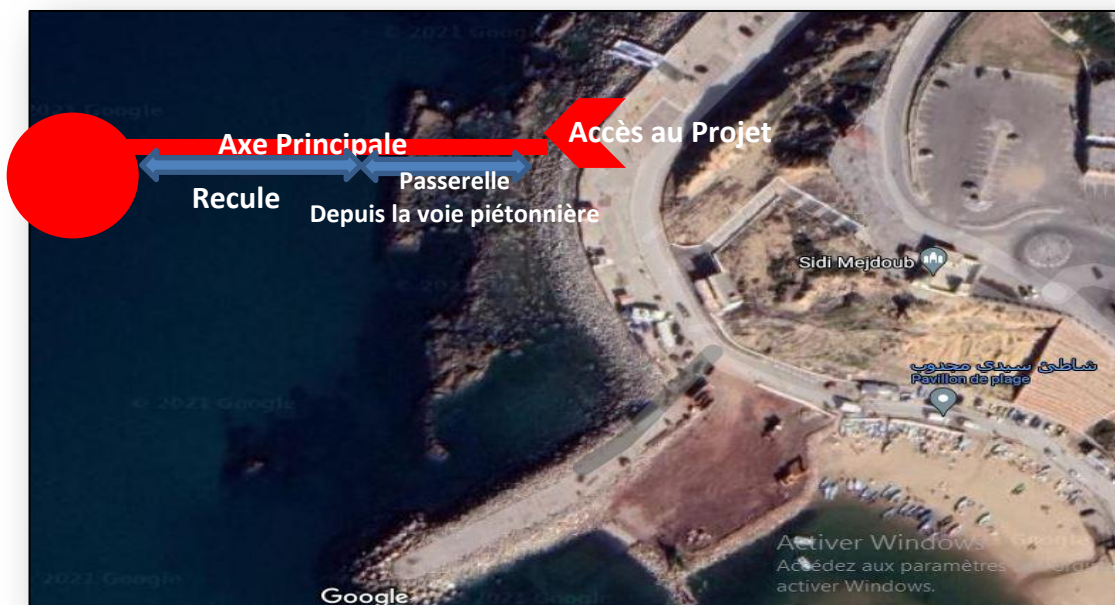 © 2021 Google
2021 Google
Axe Principale
Accès au Projet
Recule
Passerelle
Depuis la voie piétonnière
Sidi Mejdoub
شاطئ سيدي مجدوب
Pavillon de plage
© 2021 Google
Activer Windows
Accédez aux paramètres
activer Windows.
2021 Google
Google